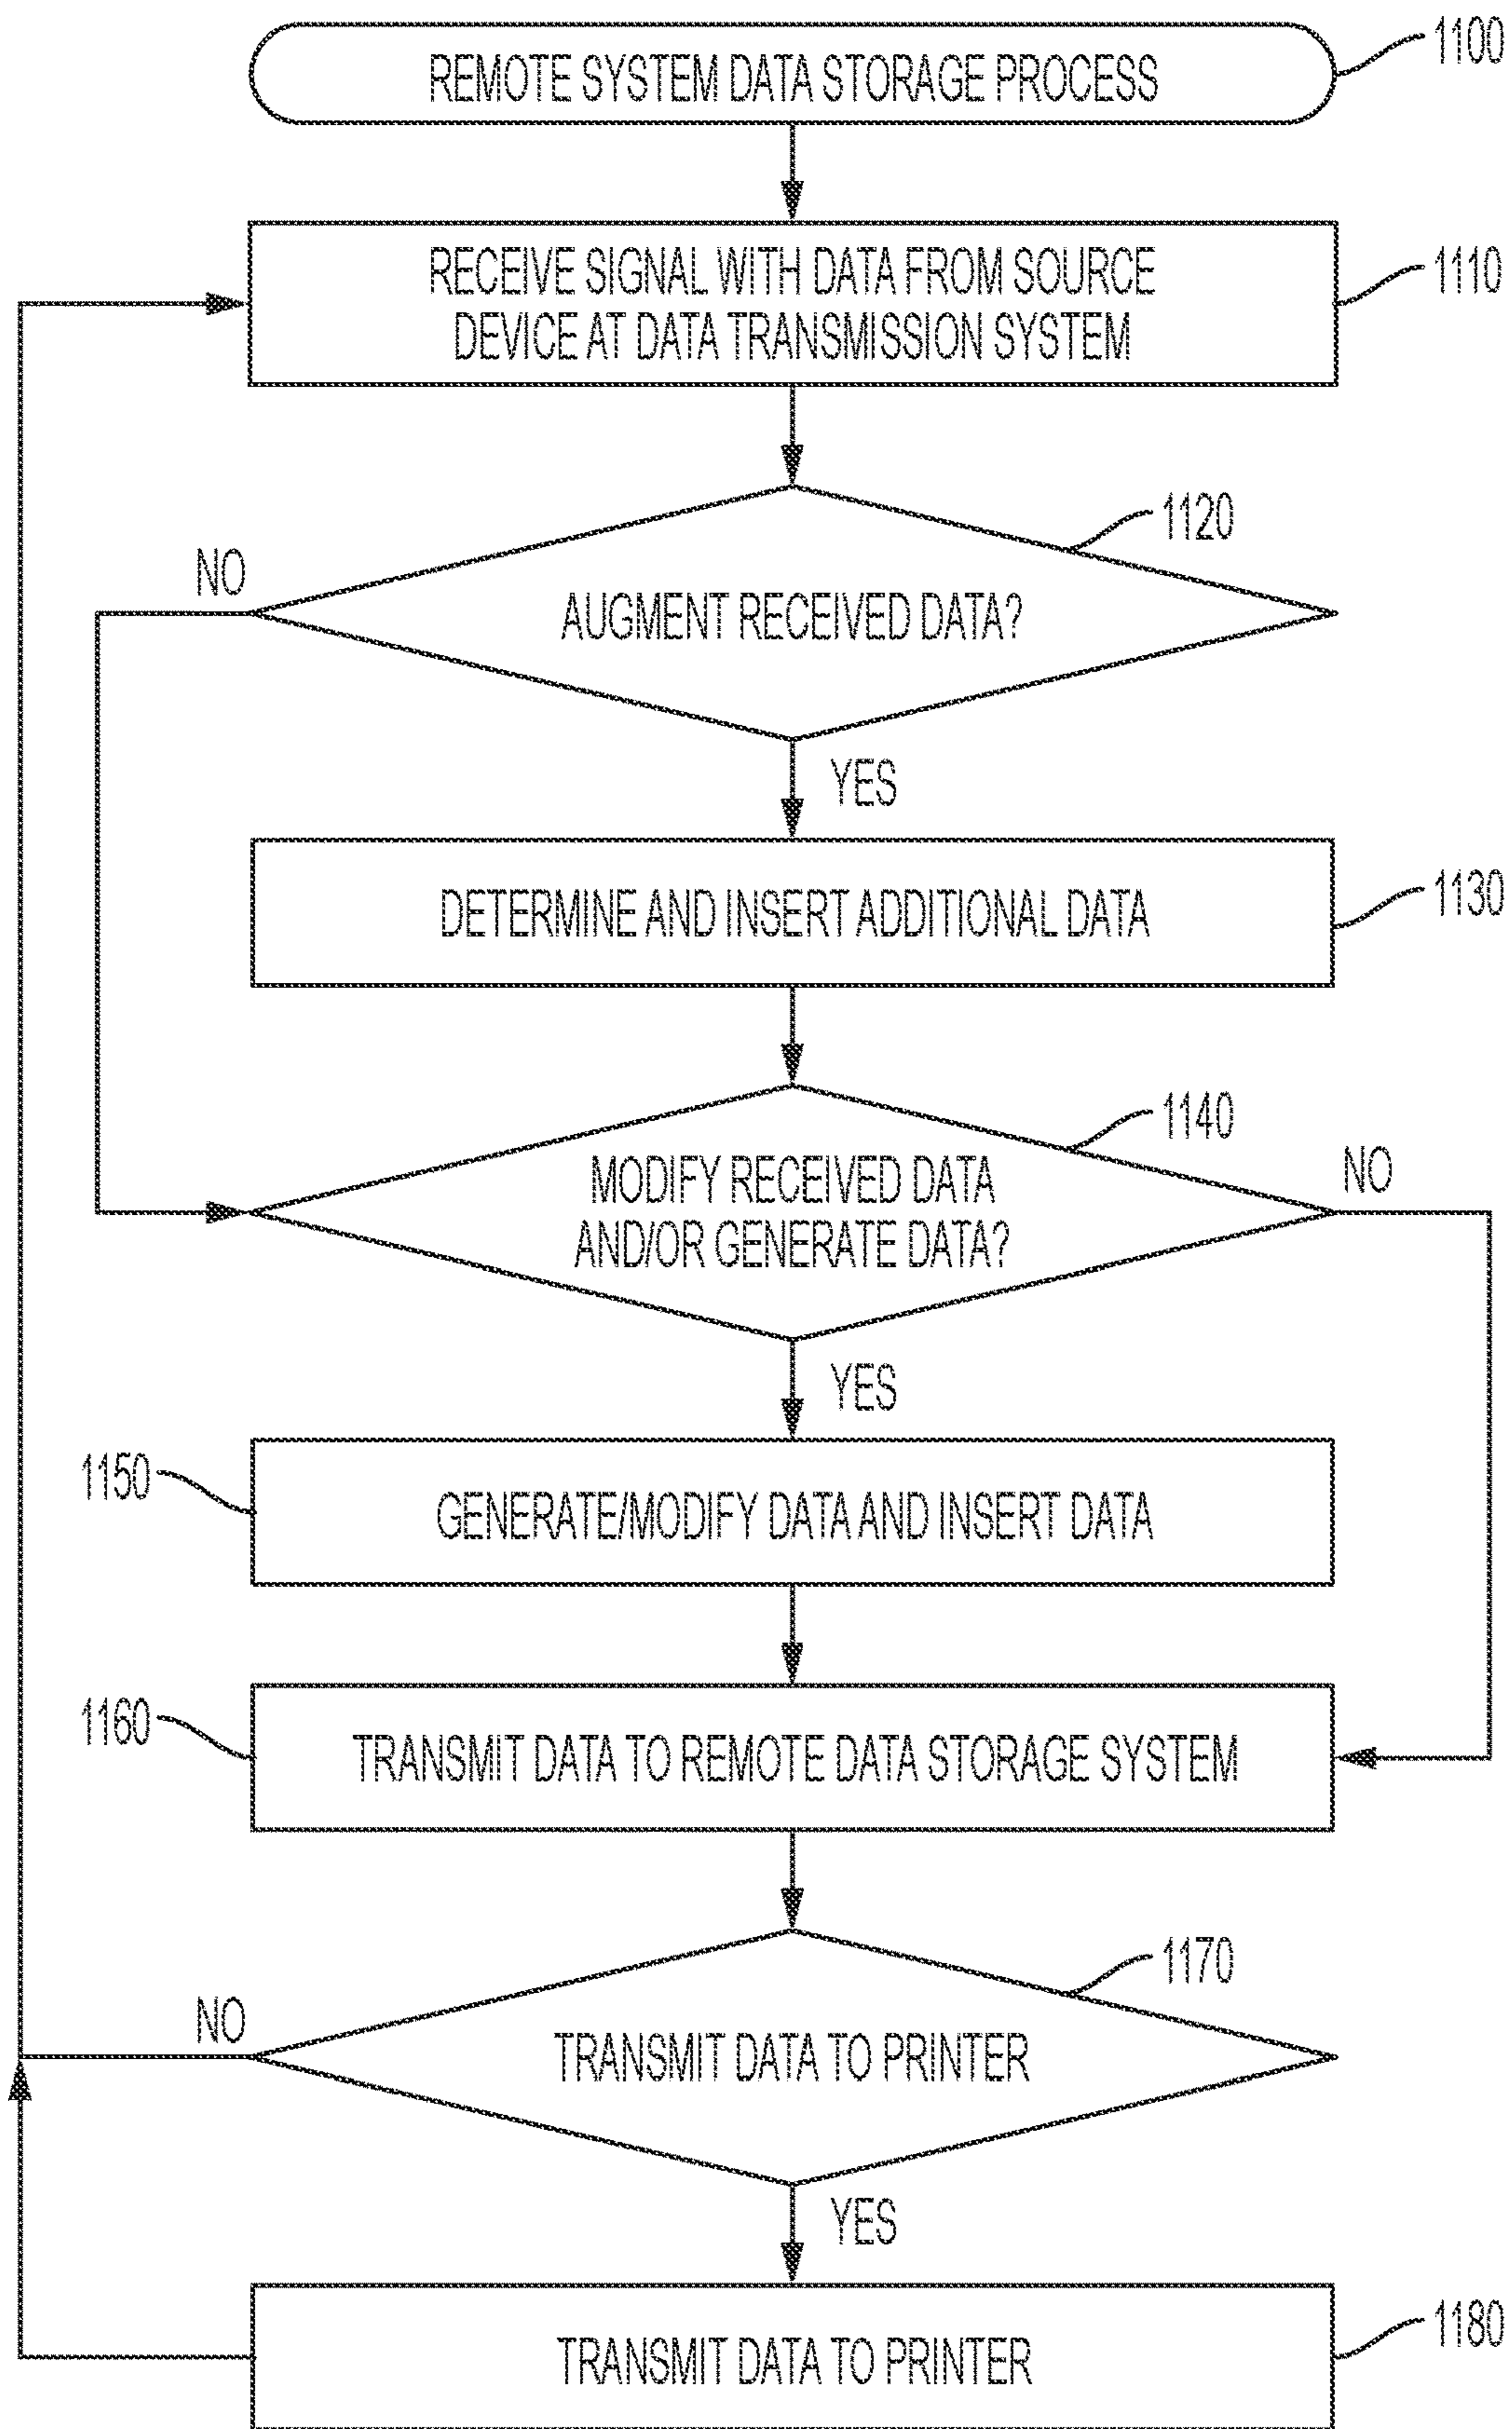 REMOTE SYSTEM DATA STORAGE PROCESS
1100
RECEIVE SIGNAL WITH DATA FROM SOURCE
DEVICE AT DATA TRANSMISSION SYSTEM
1110
1120
NO
AUGMENT RECEIVED DATA?
YES
DETERMINE AND INSERT ADDITIONAL DATA
1130
1140
MODIFY RECEIVED DATA
AND/OR GENERATE DATA?
NO
YES
1150
GENERATE/MODIFY DATA AND INSERT DATA
1160
TRANSMIT DATA TO REMOTE DATA STORAGE SYSTEM
1170
NO
TRANSMIT DATA TO PRINTER
YES
TRANSMIT DATA TO PRINTER
1180